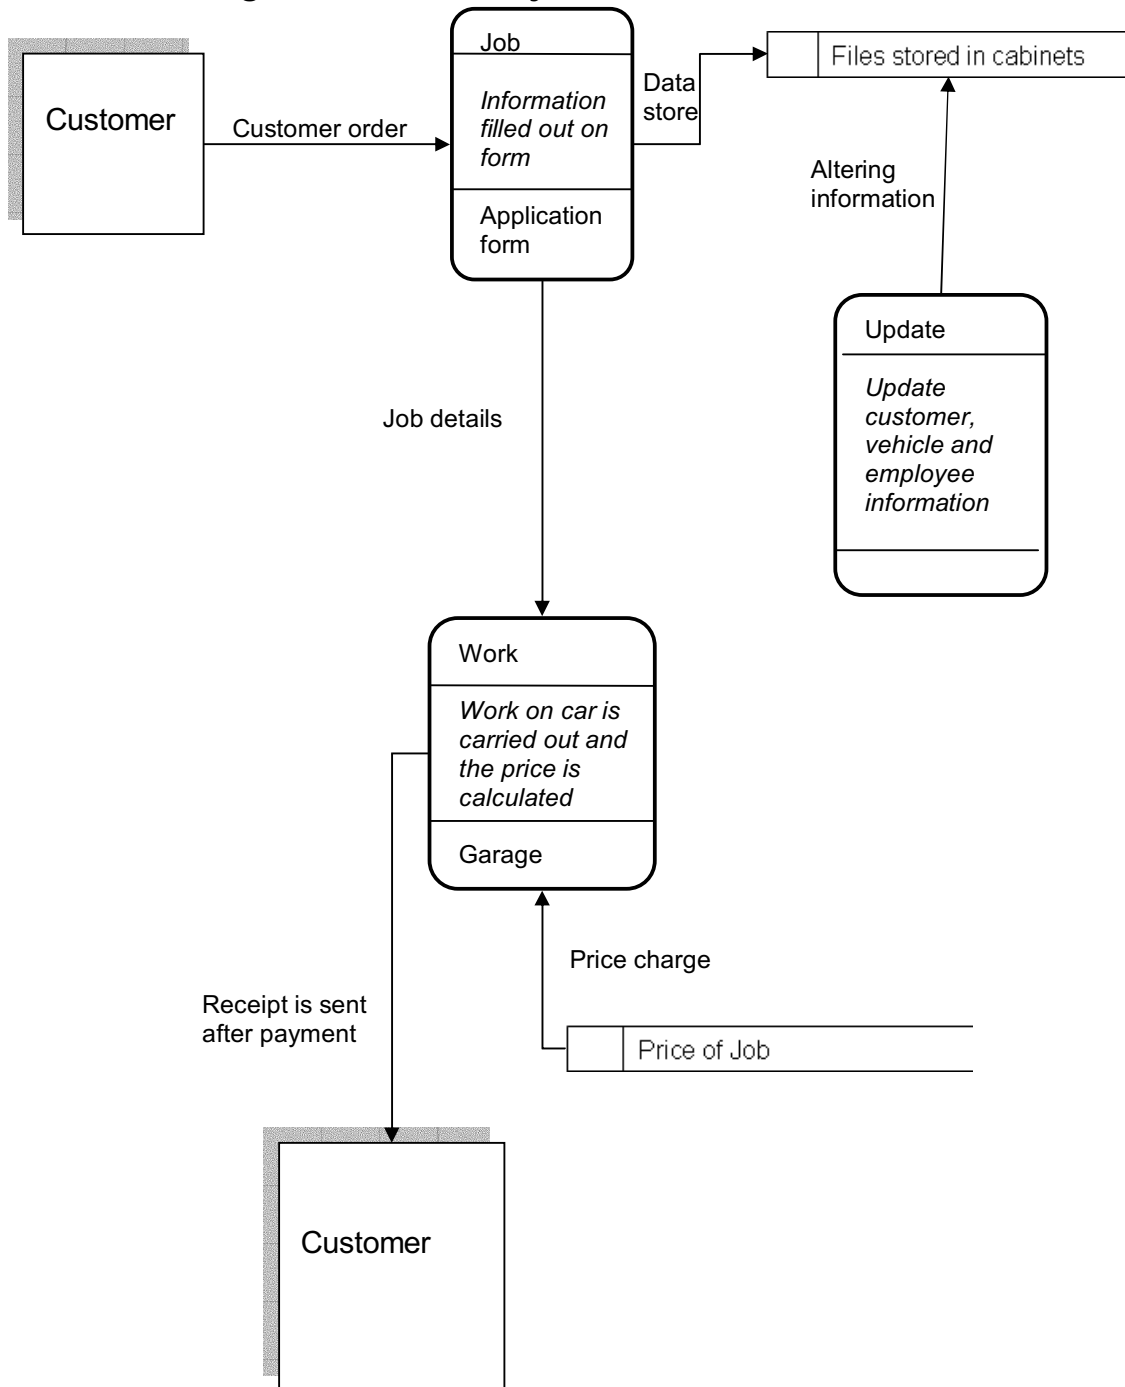 Job
Files stored in cabinets
Data
store
Customer
Customer order
Information
filled out on
form
Altering
information
Application
form
Update
Update
customer,
vehicle and
employee
information
Job details
Work
Work on car is
carried out and
the price is
calculated
Garage
Price charge
Receipt is sent
after payment
Price of Job
Customer